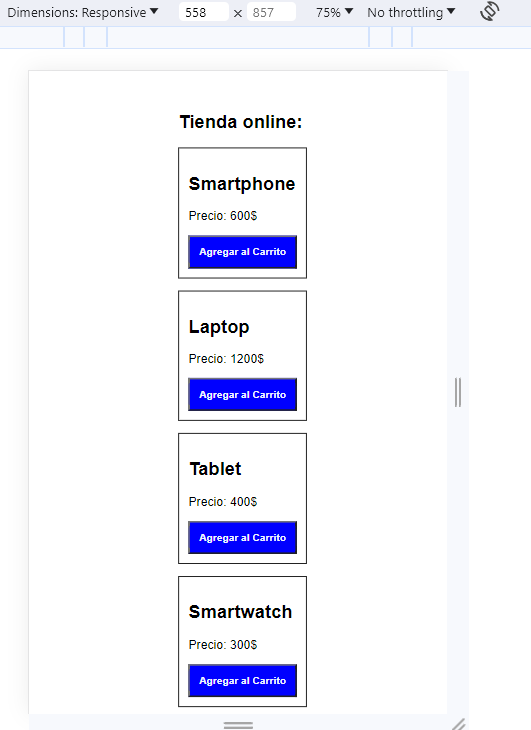 Dimensions: Responsive 558 x 857 75% No throttling
Tienda online:
Smartphone
Precio: 600$
Agregar al Carrito
Laptop
Precio: 1200$
Agregar al Carrito
Tablet
Precio: 400$
Agregar al Carrito
Smartwatch
Precio: 300$
Agregar al Carrito